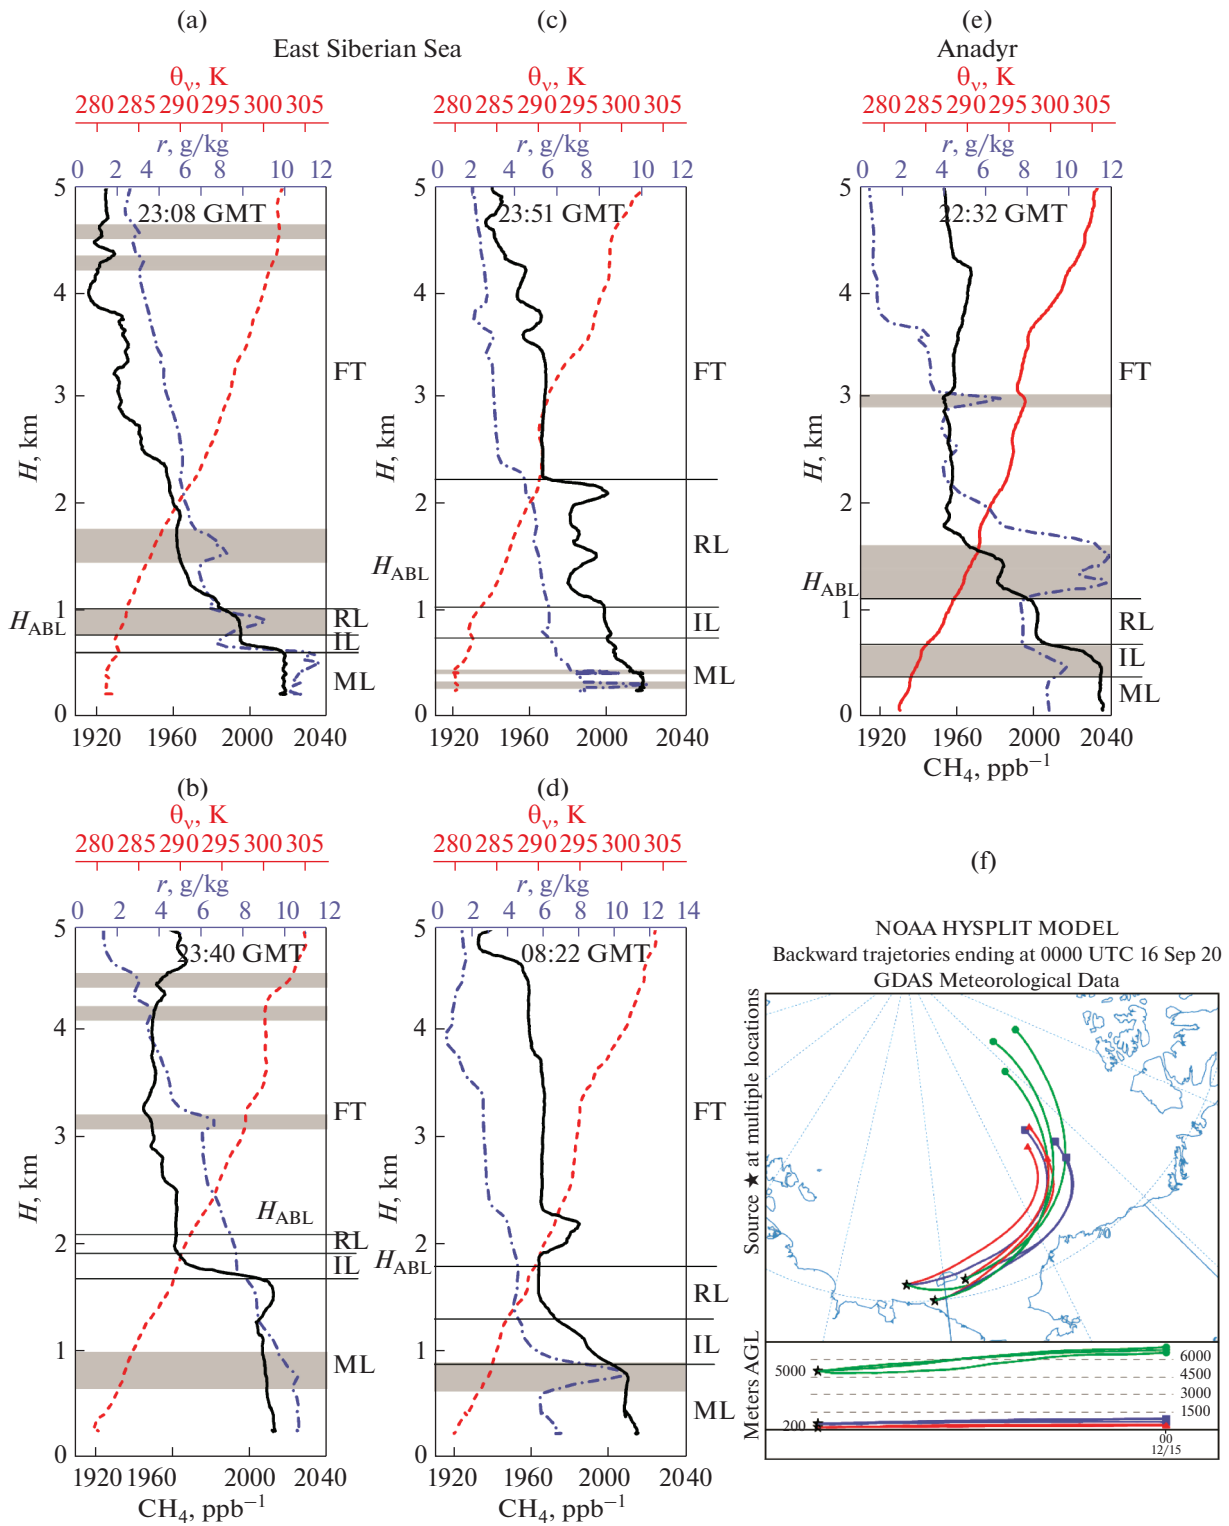 (a)
(c)
(e)
East Siberian Sea
Anadyr
θv, K
280 285 290 295 300 305
r, g/kg
0 2 4 6 8 10 12
5
4
3
2
1
0
H, km
23:08 GMT
FT
HABL
RL
IL
ML
1920 1960 2000 2040
θv, K
280 285 290 295 300 305
r, g/kg
0 2 4 6 8 10 12
5
4
3
2
1
0
H, km
23:51 GMT
FT
RL
HABL
IL
ML
1920 1960 2000 2040
θv, K
280 285 290 295 300 305
r, g/kg
0 2 4 6 8 10 12
5
4
3
2
1
0
H, km
22:32 GMT
FT
HABL
RL
IL
ML
1920 1960 2000 2040
CH4, ppb−1
(b)
(d)
θv, K
280 285 290 295 300 305
r, g/kg
0 2 4 6 8 10 12
5
4
3
2
1
0
H, km
23:40 GMT
FT
HABL
RL
IL
ML
1920 1960 2000 2040
CH4, ppb−1
θv, K
280 285 290 295 300 305
r, g/kg
0 2 4 6 8 10 12 14
5
4
3
2
1
0
H, km
08:22 GMT
FT
HABL
RL
IL
ML
1920 1960 2000 2040
CH4, ppb−1
(f)
NOAA HYSPLIT MODEL
Backward trajetories ending at 0000 UTC 16 Sep 20
GDAS Meteorological Data
Source ★ at multiple locations
70
Meters AGL
5000
200
6000
4500
3000
1500
00
12/15